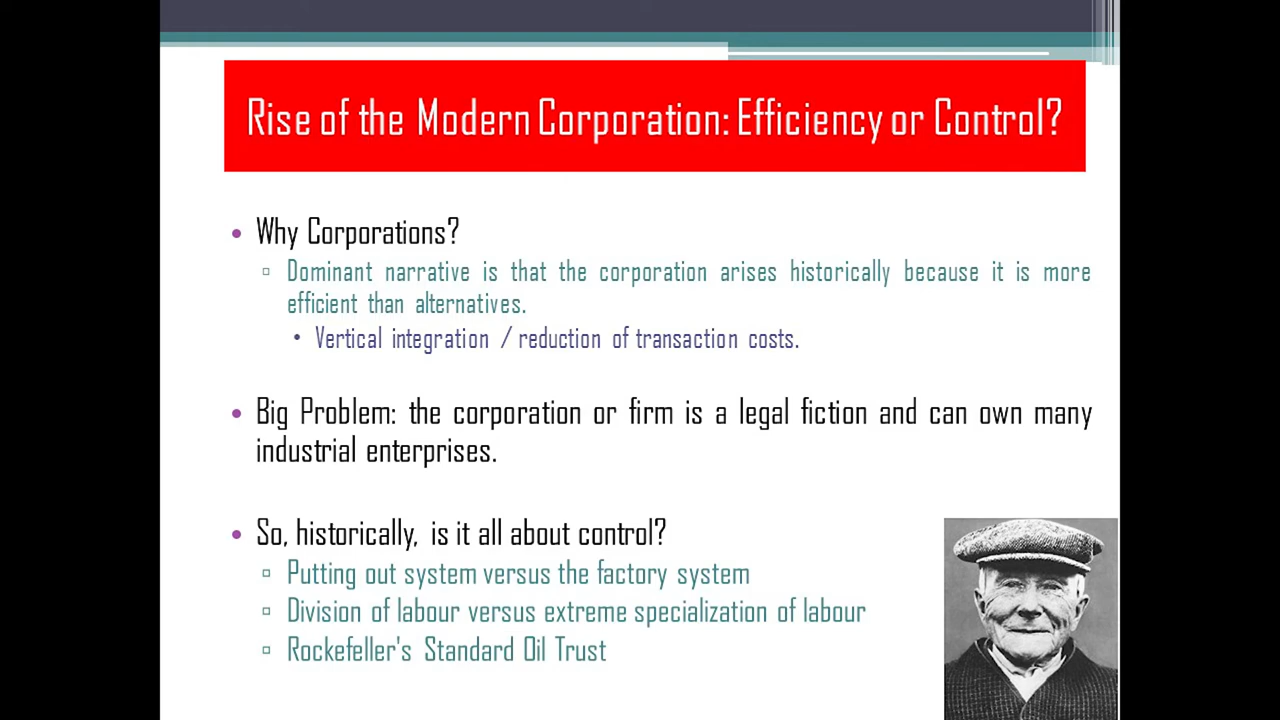 Rise of the Modern Corporation: Efficiency or Control?
• Why Corporations?
▫ Dominant narrative is that the corporation arises historically because it is more
efficient than alternatives.
• Vertical integration / reduction of transaction costs.
• Big Problem: the corporation or firm is a legal fiction and can own many
industrial enterprises.
• So, historically, is it all about control?
▫ Putting out system versus the factory system
▫ Division of labour versus extreme specialization of labour
▫ Rockefeller's Standard Oil Trust